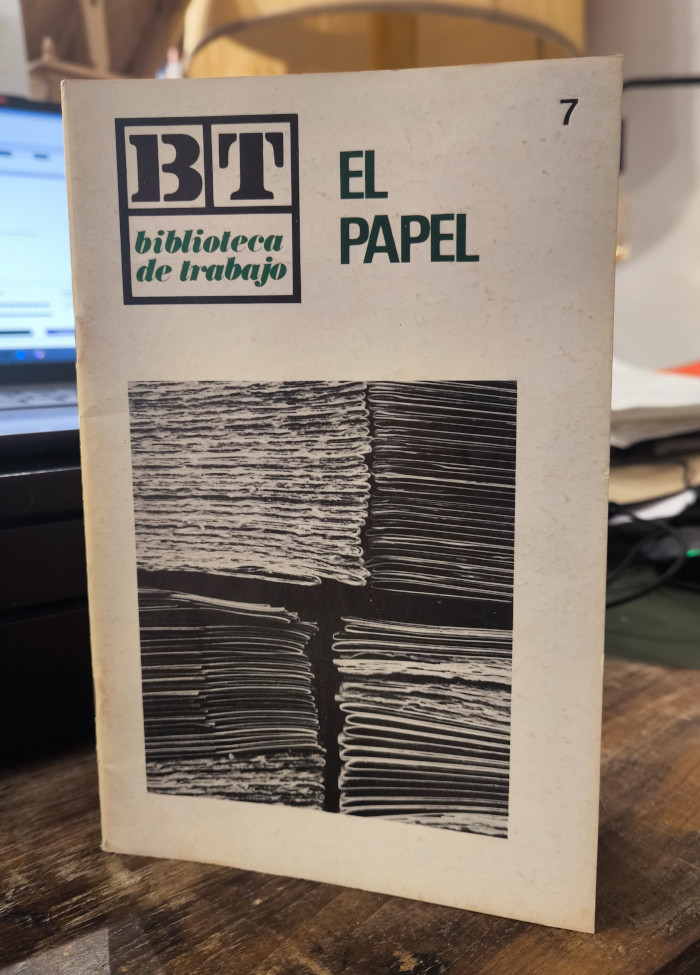 BT
biblioteca
de trabajo
EL
PAPEL
7